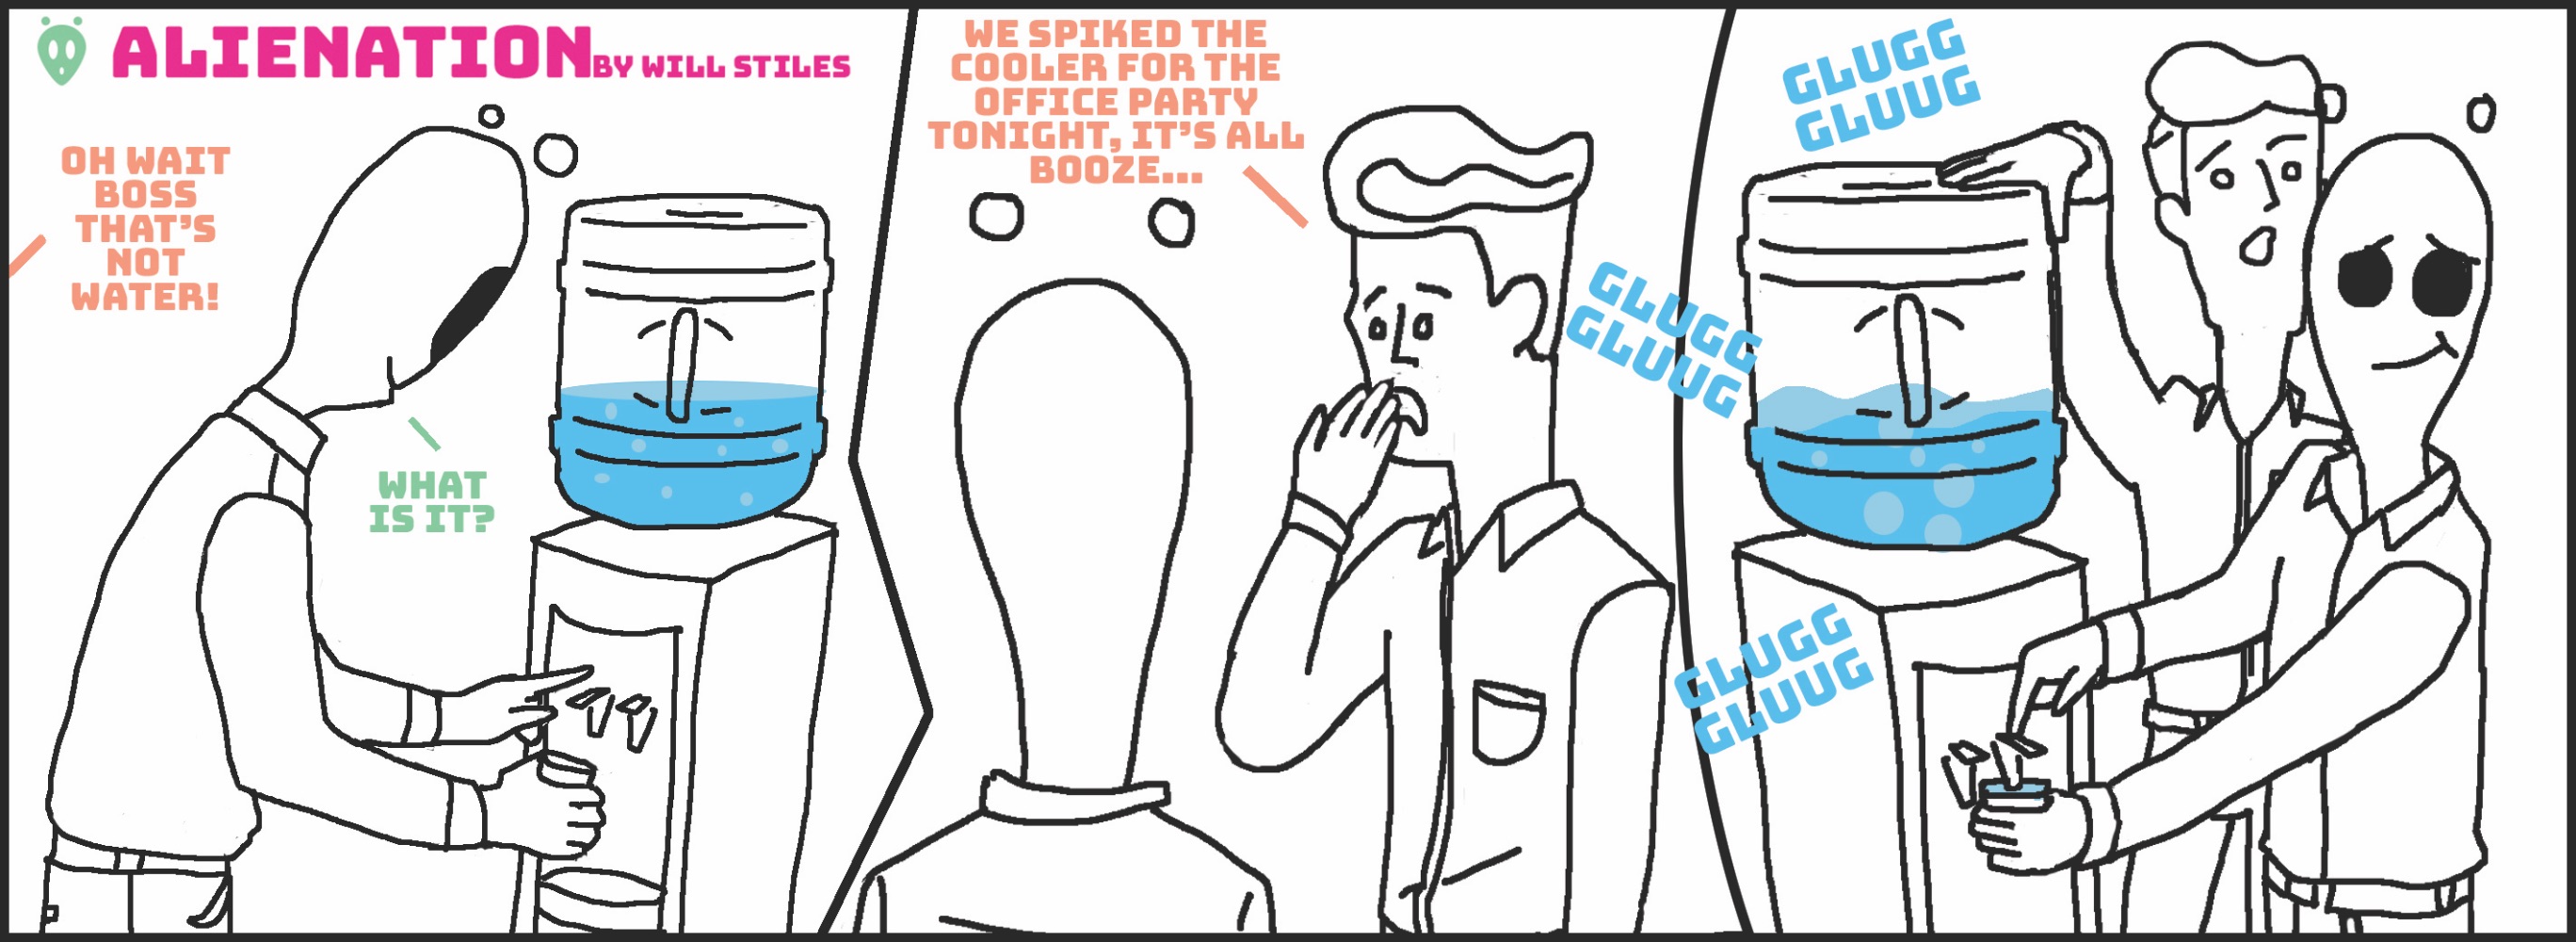 ALIENATION BY WILL STILES
OH WAIT
BOSS
THAT'S
NOT
WATER!
WHAT
IS IT?
WE SPIKED THE
COOLER FOR THE
OFFICE PARTY
TONIGHT, IT'S ALL
BOOZE...
GLUGG
GLUUG
GLUGG
GLUUG
GLUGG
GLUUG